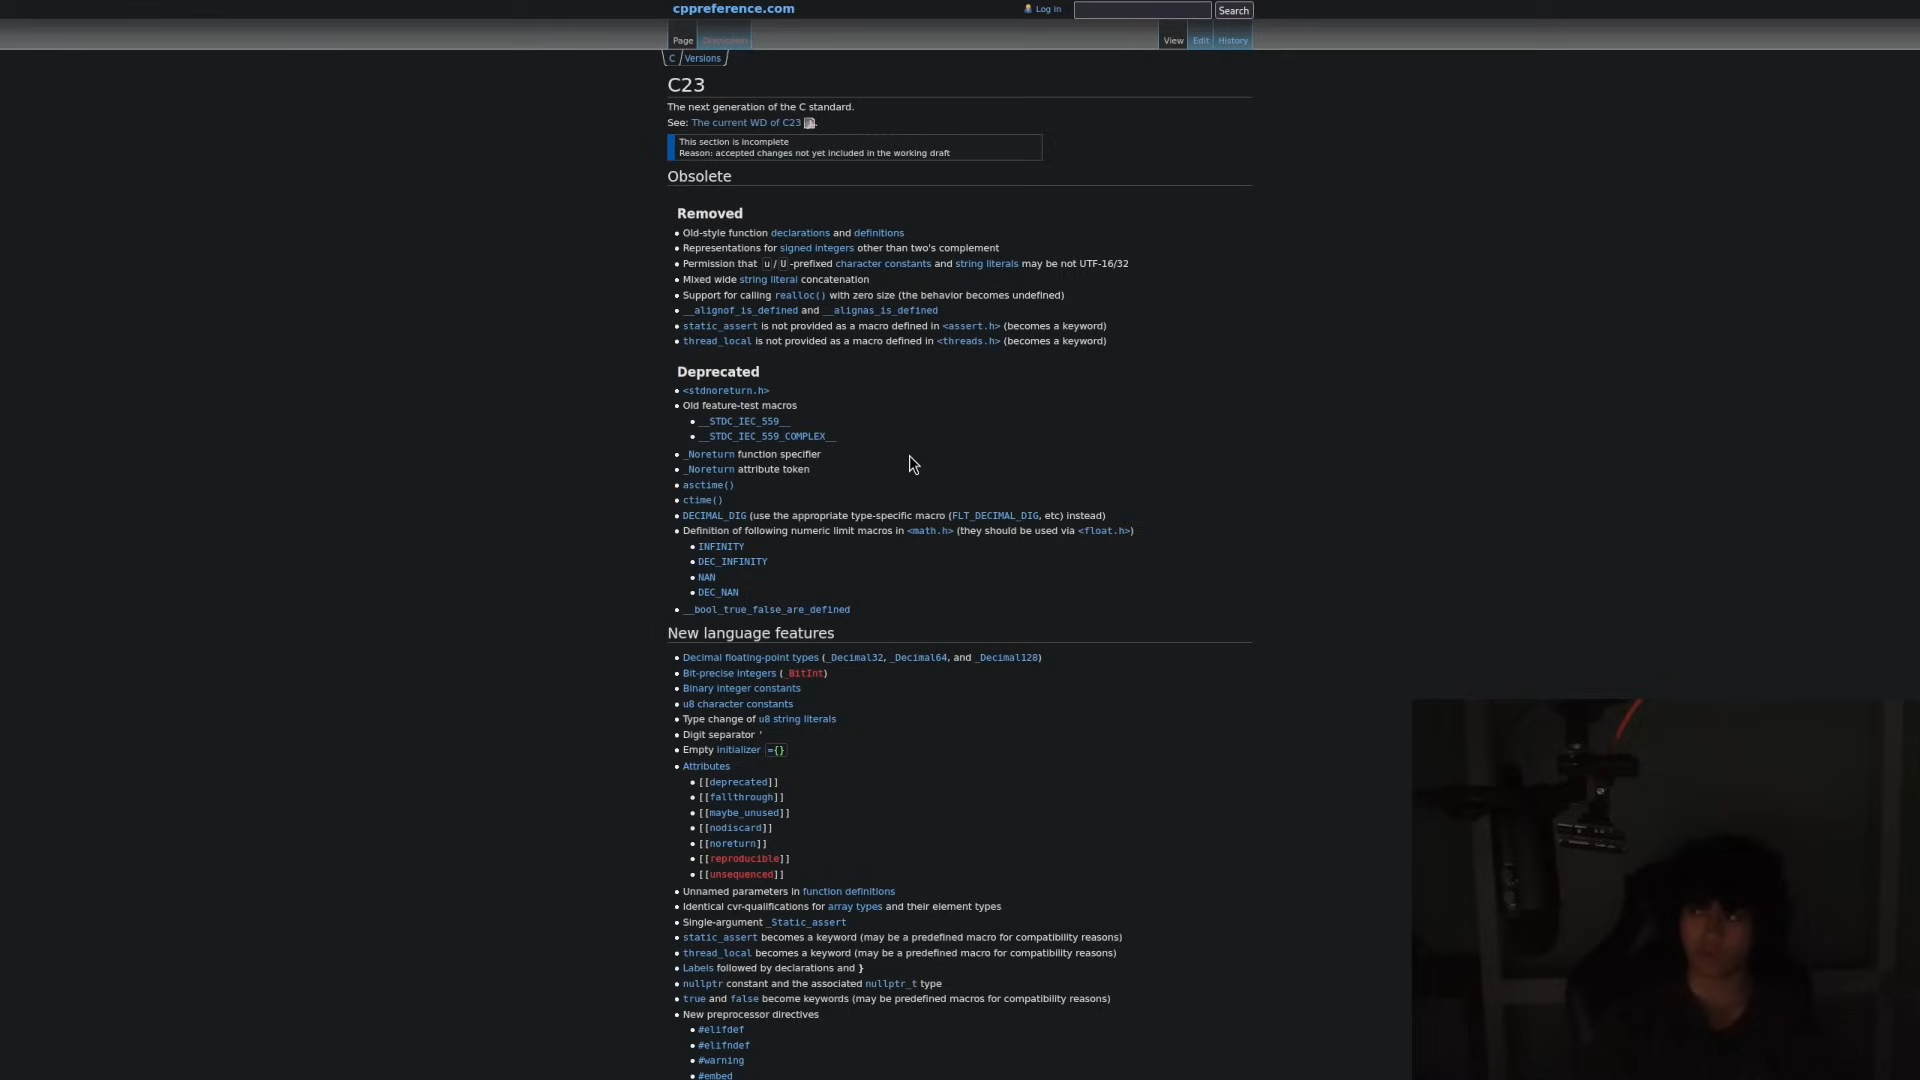 cppreference.com
Log in
Search
Page
Discussion
View
Edit
History
C
Versions
C23
The next generation of the C standard.
See: The current WD of C23 .
This section is incomplete
Reason: accepted changes not yet included in the working draft
Obsolete
Removed
Old-style function declarations and definitions
Representations for signed integers other than two's complement
Permission that u/U-prefixed character constants and string literals may be not UTF-16/32
Mixed wide string literal concatenation
Support for calling realloc() with zero size (the behavior becomes undefined)
__alignof_is_defined and __alignas_is_defined
static_assert is not provided as a macro defined in <assert.h> (becomes a keyword)
thread_local is not provided as a macro defined in <threads.h> (becomes a keyword)
Deprecated
<stdnoreturn.h>
Old feature-test macros
__STDC_IEC_559__
__STDC_IEC_559_COMPLEX__
_Noreturn function specifier
_Noreturn attribute token
asctime()
ctime()
DECIMAL_DIG (use the appropriate type-specific macro (FLT_DECIMAL_DIG, etc) instead)
Definition of following numeric limit macros in <math.h> (they should be used via <float.h>)
INFINITY
DEC_INFINITY
NAN
DEC_NAN
__bool_true_false_are_defined
New language features
Decimal floating-point types (_Decimal32, _Decimal64, and _Decimal128)
Bit-precise integers (_BitInt)
Binary integer constants
u8 character constants
Type change of u8 string literals
Digit separator '
Empty initializer ={}
Attributes
[[deprecated]]
[[fallthrough]]
[[maybe_unused]]
[[nodiscard]]
[[noreturn]]
[[reproducible]]
[[unsequenced]]
Unnamed parameters in function definitions
Identical cvr-qualifications for array types and their element types
Single-argument _Static_assert
static_assert becomes a keyword (may be a predefined macro for compatibility reasons)
thread_local becomes a keyword (may be a predefined macro for compatibility reasons)
Labels followed by declarations and }
nullptr constant and the associated nullptr_t type
true and false become keywords (may be predefined macros for compatibility reasons)
New preprocessor directives
#elifdef
#elifndef
#warning
#embed